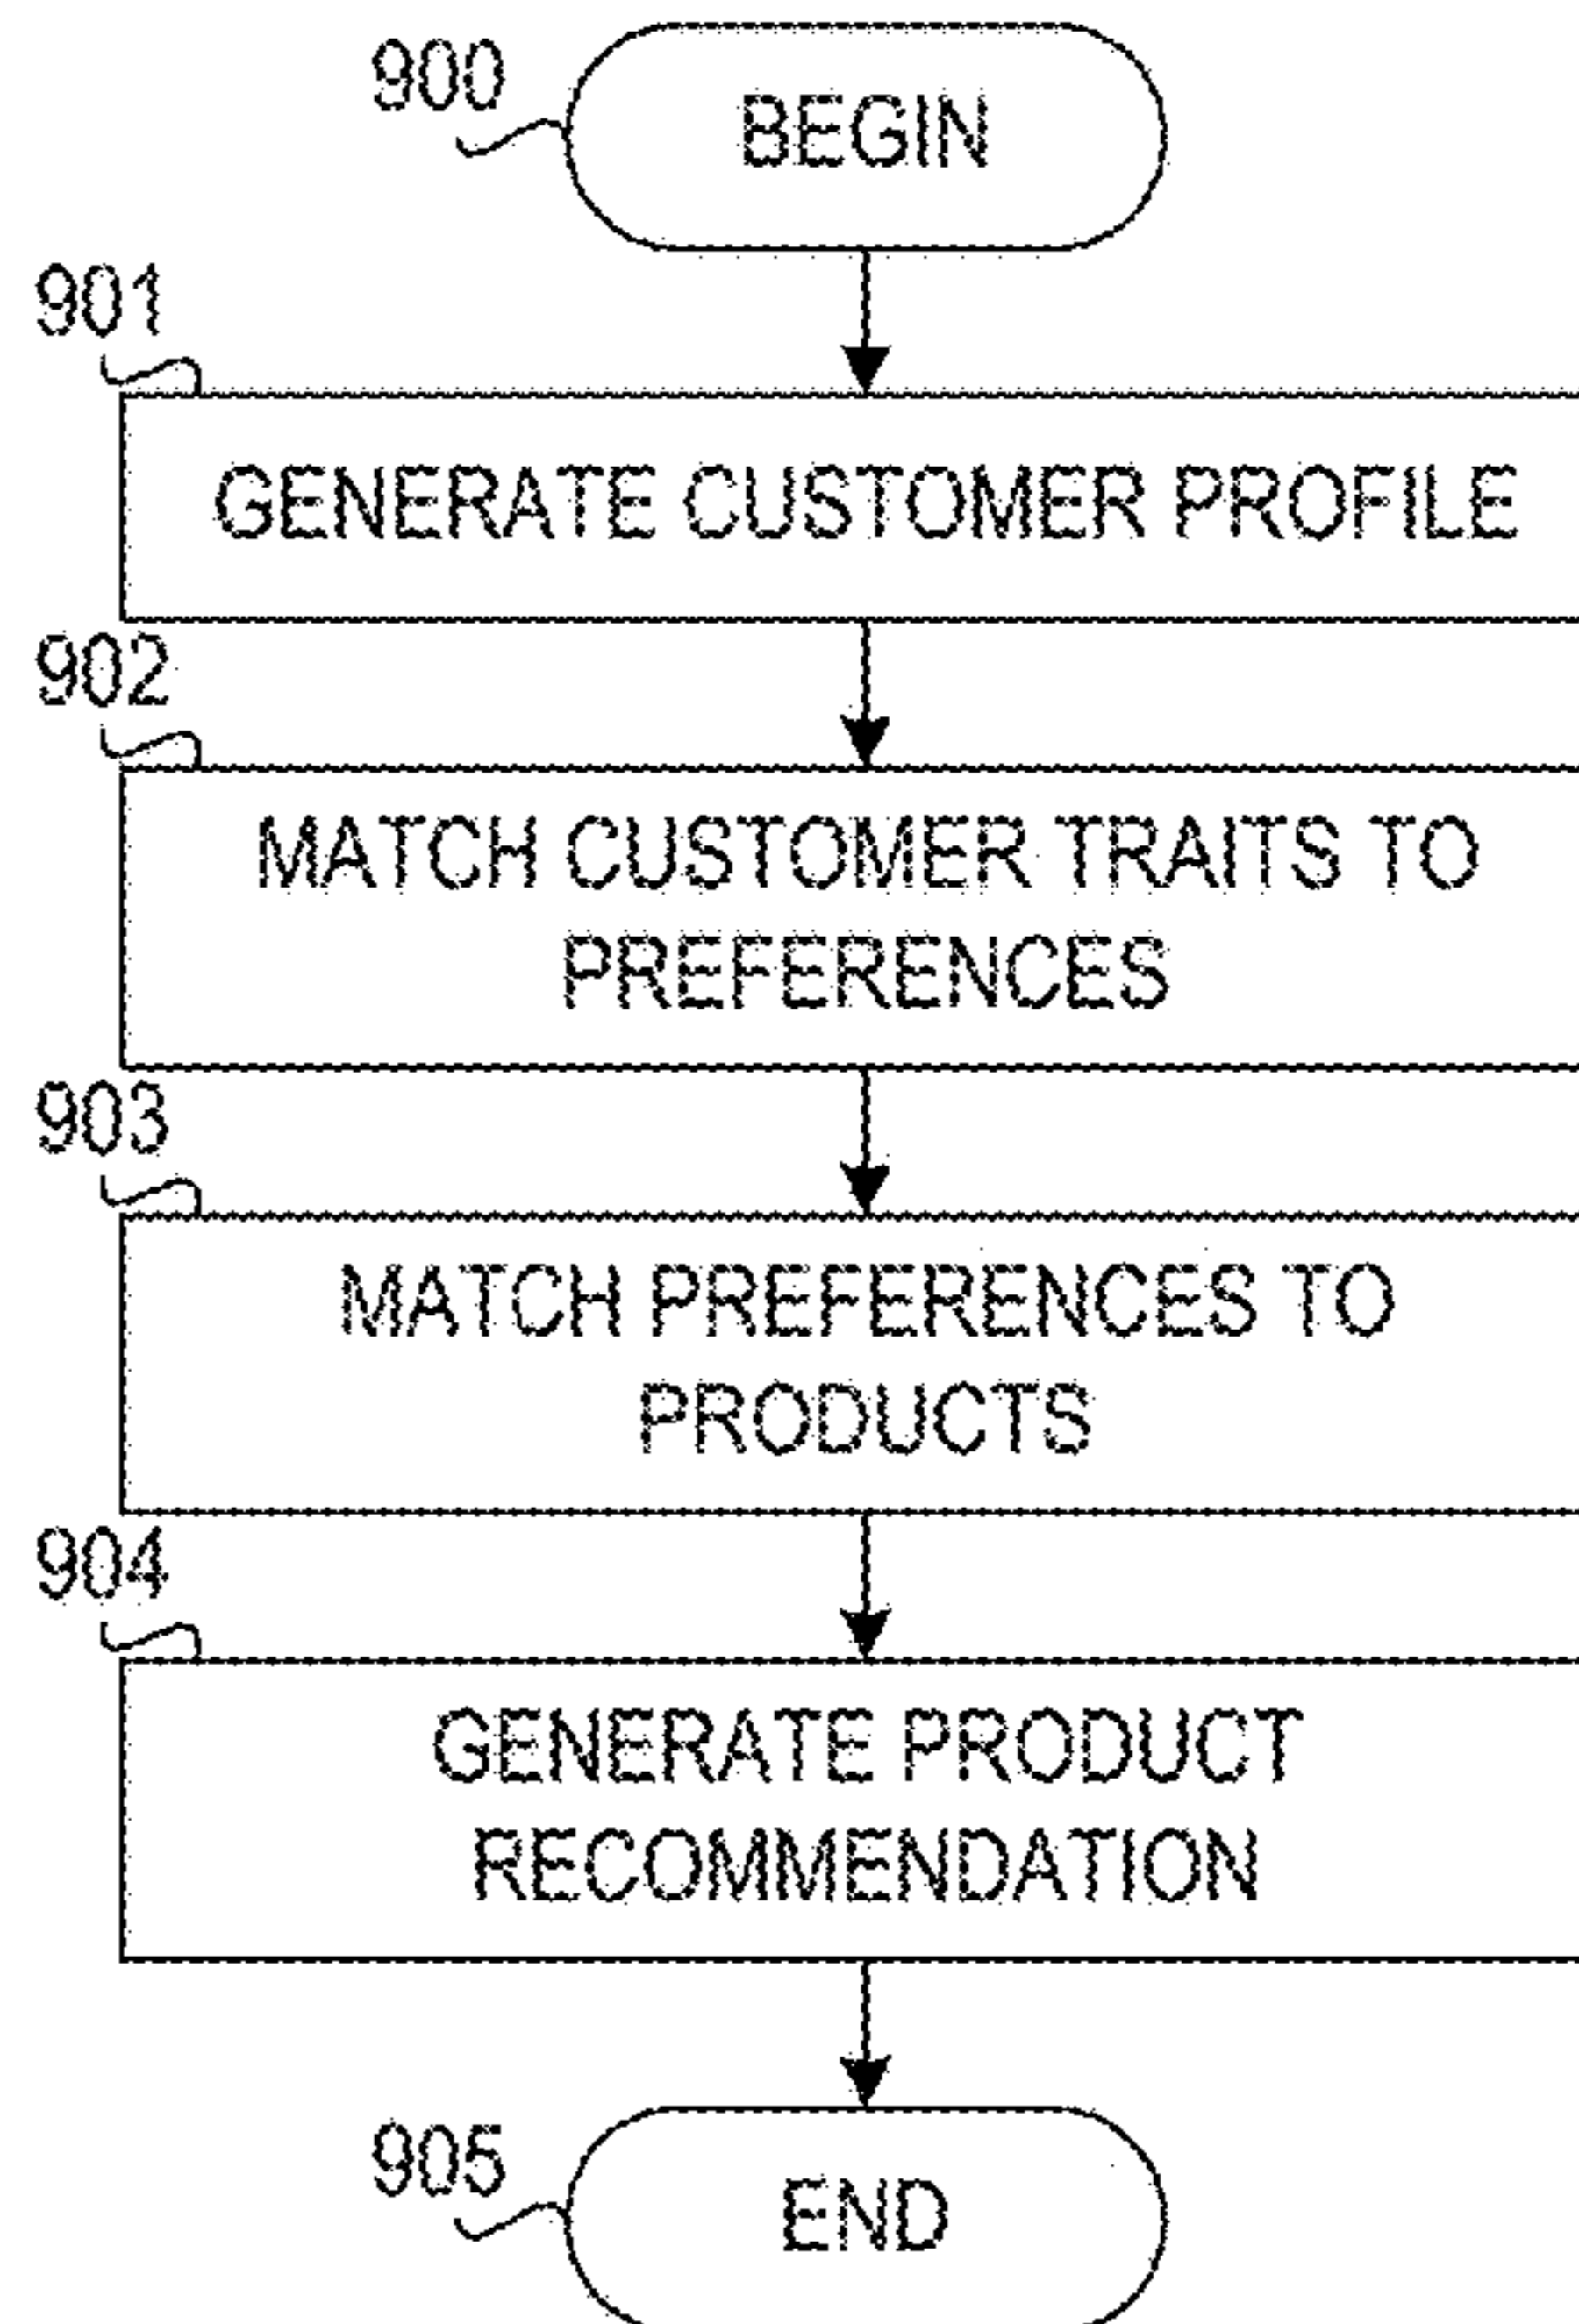 900
BEGIN
901
GENERATE CUSTOMER PROFILE
902
MATCH CUSTOMER TRAITS TO
PREFERENCES
903
MATCH PREFERENCES TO
PRODUCTS
904
GENERATE PRODUCT
RECOMMENDATION
905
END